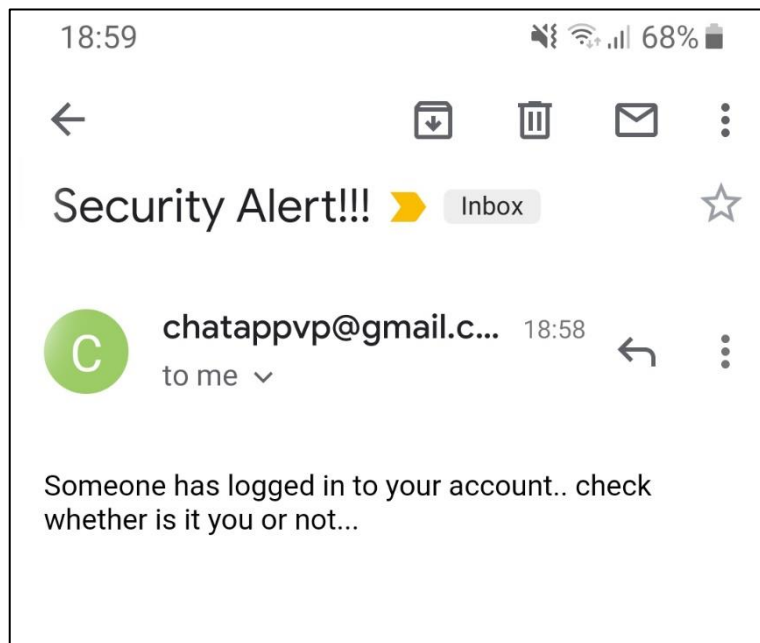 18:59 68%
Security Alert!!! Inbox
C
chatappvp@gmail.c... 18:58
to me
Someone has logged in to your account.. check
whether is it you or not...